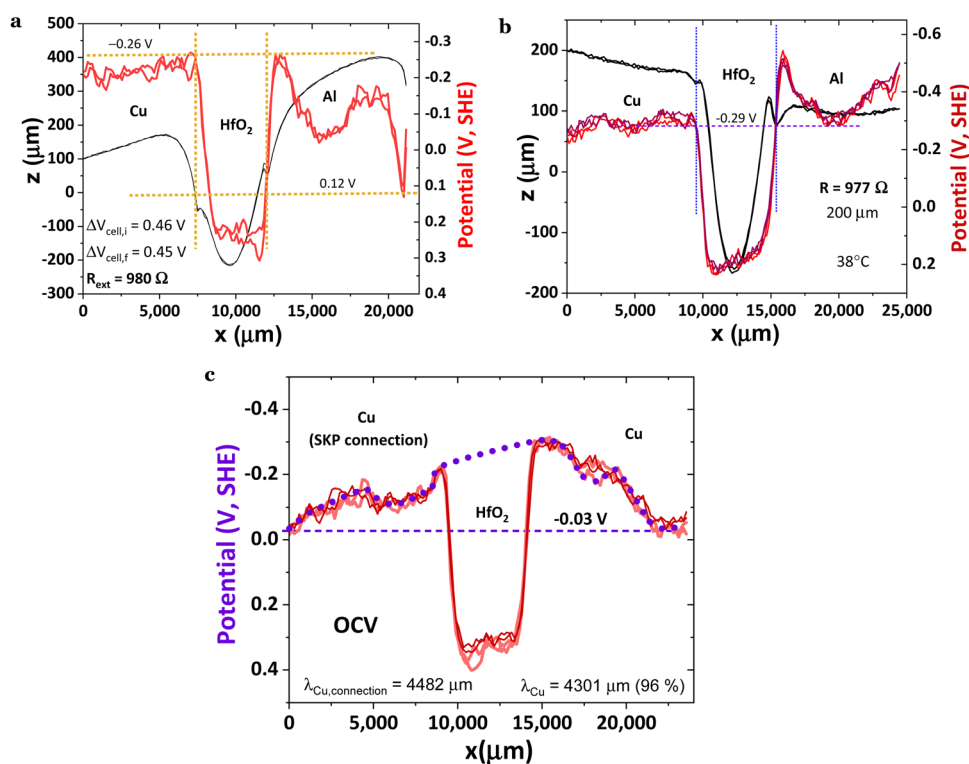 a
500
400
300
200
100
0
-100
-200
-300
z (μm)
0
5,000
10,000
15,000
20,000
x (μm)
-0.3
-0.2
-0.1
0.0
0.1
0.2
0.3
0.4
Potential (V, SHE)
−0.26 V
Cu
HfO₂
Al
0.12 V
ΔV_cell,i = 0.46 V
ΔV_cell,f = 0.45 V
R_ext = 980 Ω
b
200
100
0
-100
-200
z (μm)
0
5,000
10,000
15,000
20,000
25,000
x (μm)
-0.6
-0.4
-0.2
0.0
0.2
Potential (V, SHE)
HfO₂
Al
Cu
-0.29 V
R = 977 Ω
200 μm
38°C
c
-0.4
-0.2
0.0
0.2
0.4
Potential (V, SHE)
Cu
(SKP connection)
Cu
HfO₂
-0.03 V
OCV
λ_Cu,connection = 4482 μm
λ_Cu = 4301 μm (96 %)
0
5,000
10,000
15,000
20,000
x(μm)